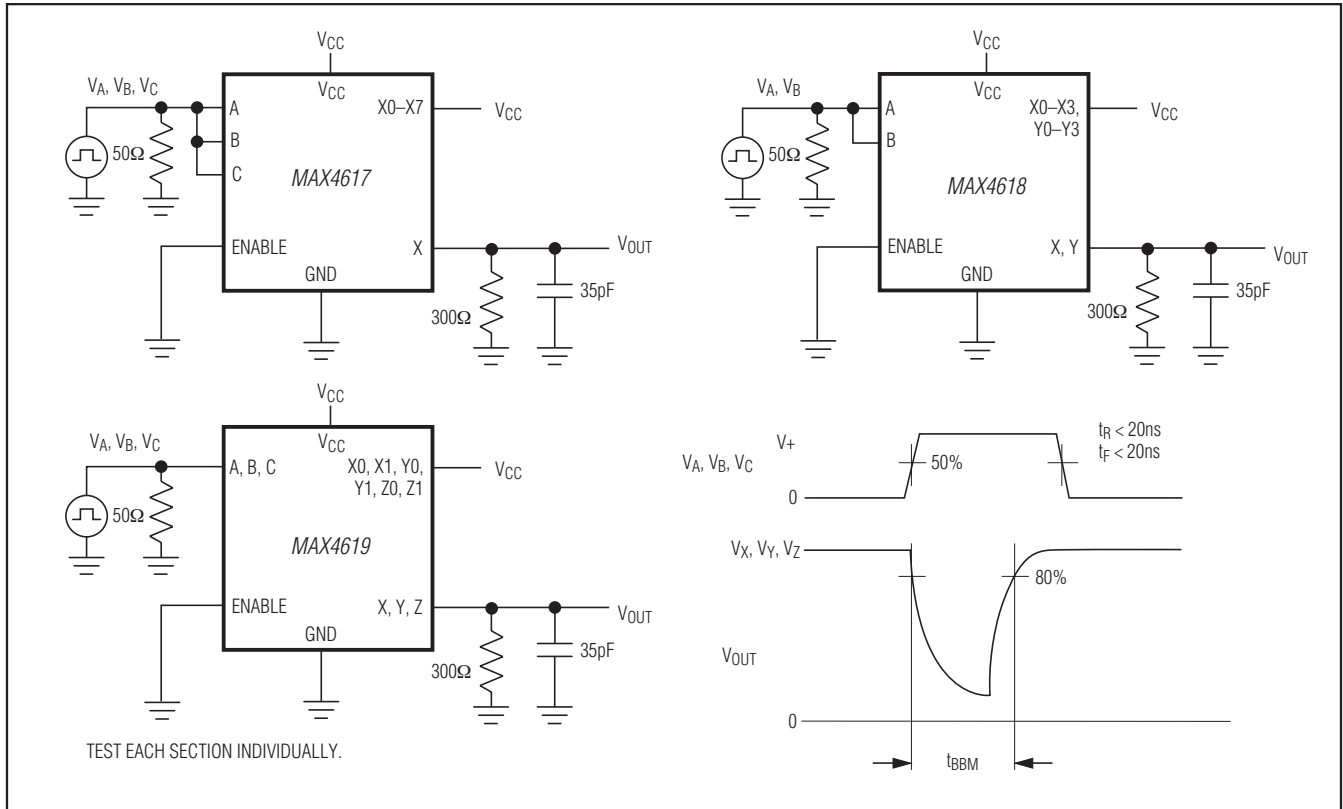 VCC
VCC
VA, VB, VC
A
X0–X7
VCC
50Ω
B
C
MAX4617
ENABLE
X
VOUT
GND
300Ω
35pF
VCC
VCC
VA, VB
A
X0–X3,
Y0–Y3
VCC
50Ω
B
MAX4618
ENABLE
X, Y
VOUT
GND
300Ω
35pF
VCC
VCC
VA, VB, VC
A, B, C
X0, X1, Y0,
Y1, Z0, Z1
VCC
50Ω
MAX4619
ENABLE
X, Y, Z
VOUT
GND
300Ω
35pF
TEST EACH SECTION INDIVIDUALLY.
V+
tR < 20ns
tF < 20ns
VA, VB, VC
50%
0
VX, VY, VZ
80%
VOUT
0
tBBM